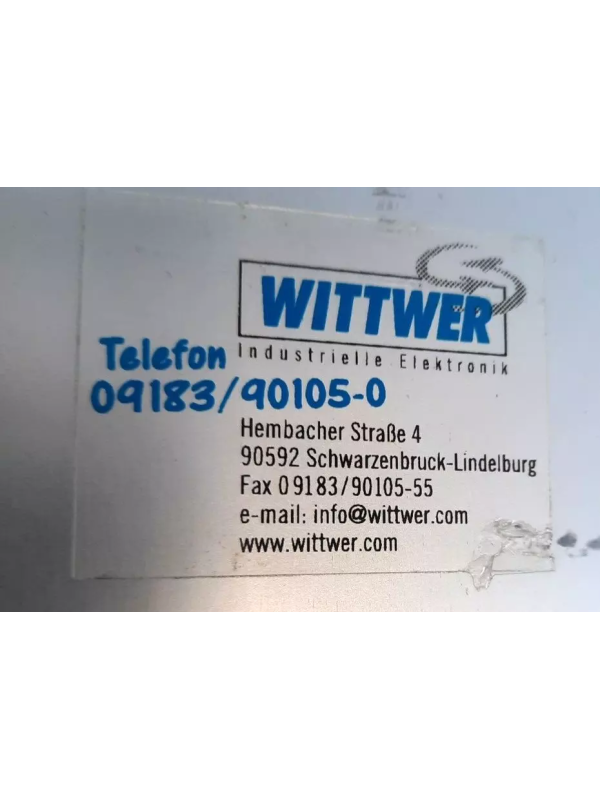 WITTWER
Industrielle Elektronik
Telefon
09183/90105-0
Hembacher Straße 4
90592 Schwarzenbruck-Lindelburg
Fax 09183/90105-55
e-mail: info@wittwer.com
www.wittwer.com